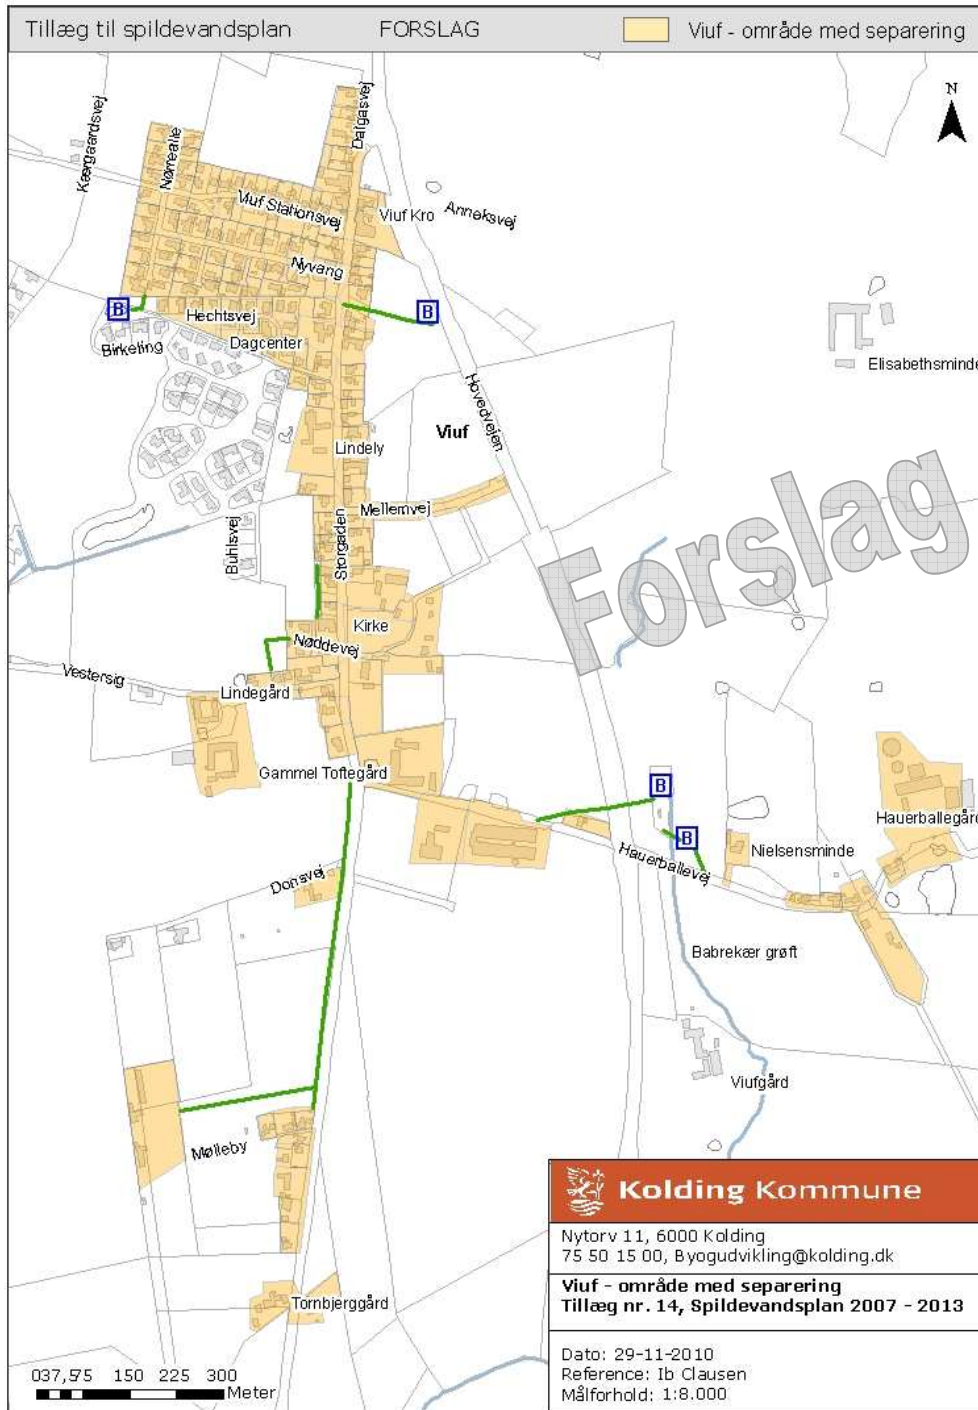 Tillæg til spildevandsplan FORSLAG Viuf - område med separering
N
Kærgaardsvej
Nørrealle
Dalgasvej
Viuf Stationsvej
Viuf Kro
Anneksvej
Nyvang
B
B
Hechtsvej
Birkeling
Dagcenter
Elisabethsminde
Hovedvejen
Viuf
Lindely
Mellemvej
Storgaden
Buhlsvej
Forslag
Kirke
Nøddevej
Vestersig
Lindegård
Gammel Toftegård
B
B
Hauerballegård
Hauerballevej
Nielsensminde
Donsvej
Babrekær grøft
Viufgård
Mølleby
Tornbjerggård
Kolding Kommune
Nytorv 11, 6000 Kolding
75 50 15 00, Byogudvikling@kolding.dk
Viuf - område med separering
Tillæg nr. 14, Spildevandsplan 2007 - 2013
Dato: 29-11-2010
Reference: Ib Clausen
Målforhold: 1:8.000
037,575 150 225 300
Meter